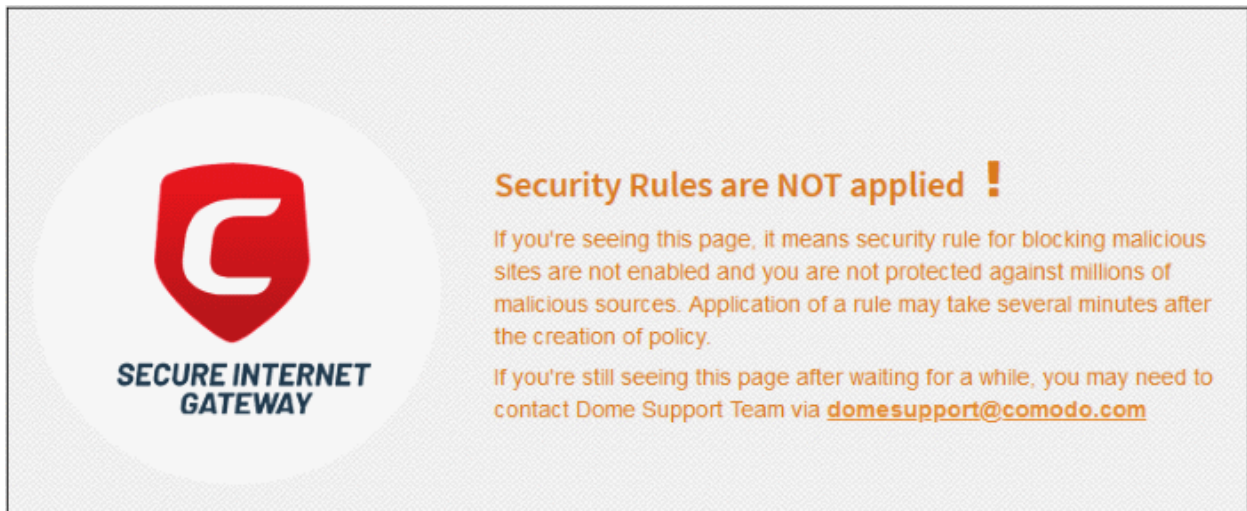 SECURE INTERNET
GATEWAY
Security Rules are NOT applied !
If you're seeing this page, it means security rule for blocking malicious
sites are not enabled and you are not protected against millions of
malicious sources. Application of a rule may take several minutes after
the creation of policy.
If you're still seeing this page after waiting for a while, you may need to
contact Dome Support Team via domesupport@comodo.com